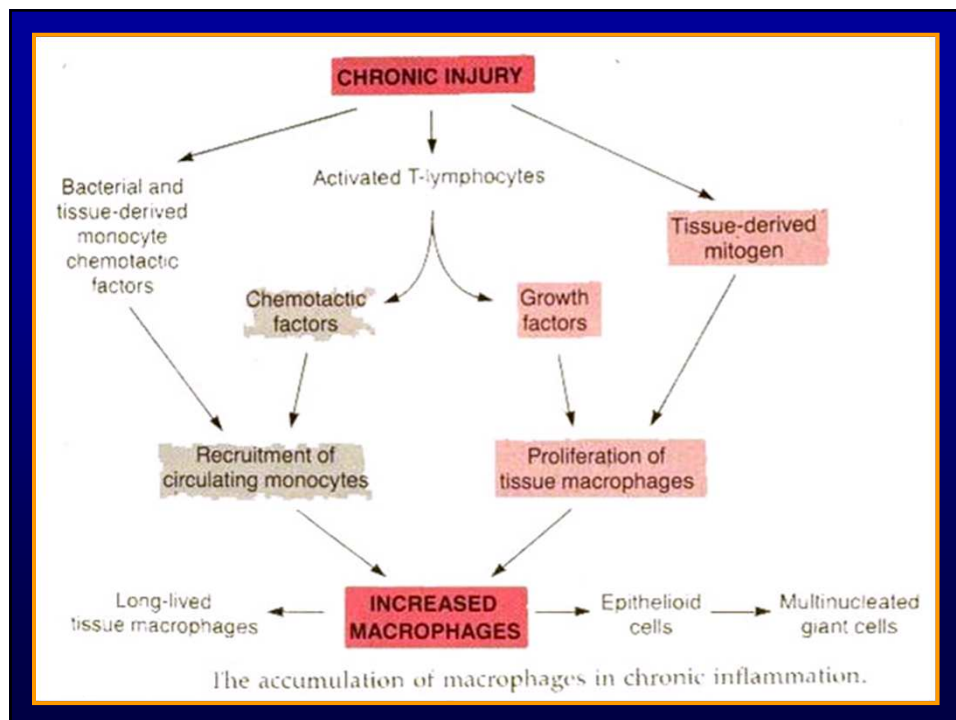 CHRONIC INJURY
Bacterial and
tissue-derived
monocyte
chemotactic
factors
Activated T-lymphocytes
Tissue-derived
mitogen
Chemotactic
factors
Growth
factors
Recruitment of
circulating monocytes
Proliferation of
tissue macrophages
Long-lived
tissue macrophages
INCREASED
MACROPHAGES
Epithelioid
cells
Multinucleated
giant cells
The accumulation of macrophages in chronic inflammation.